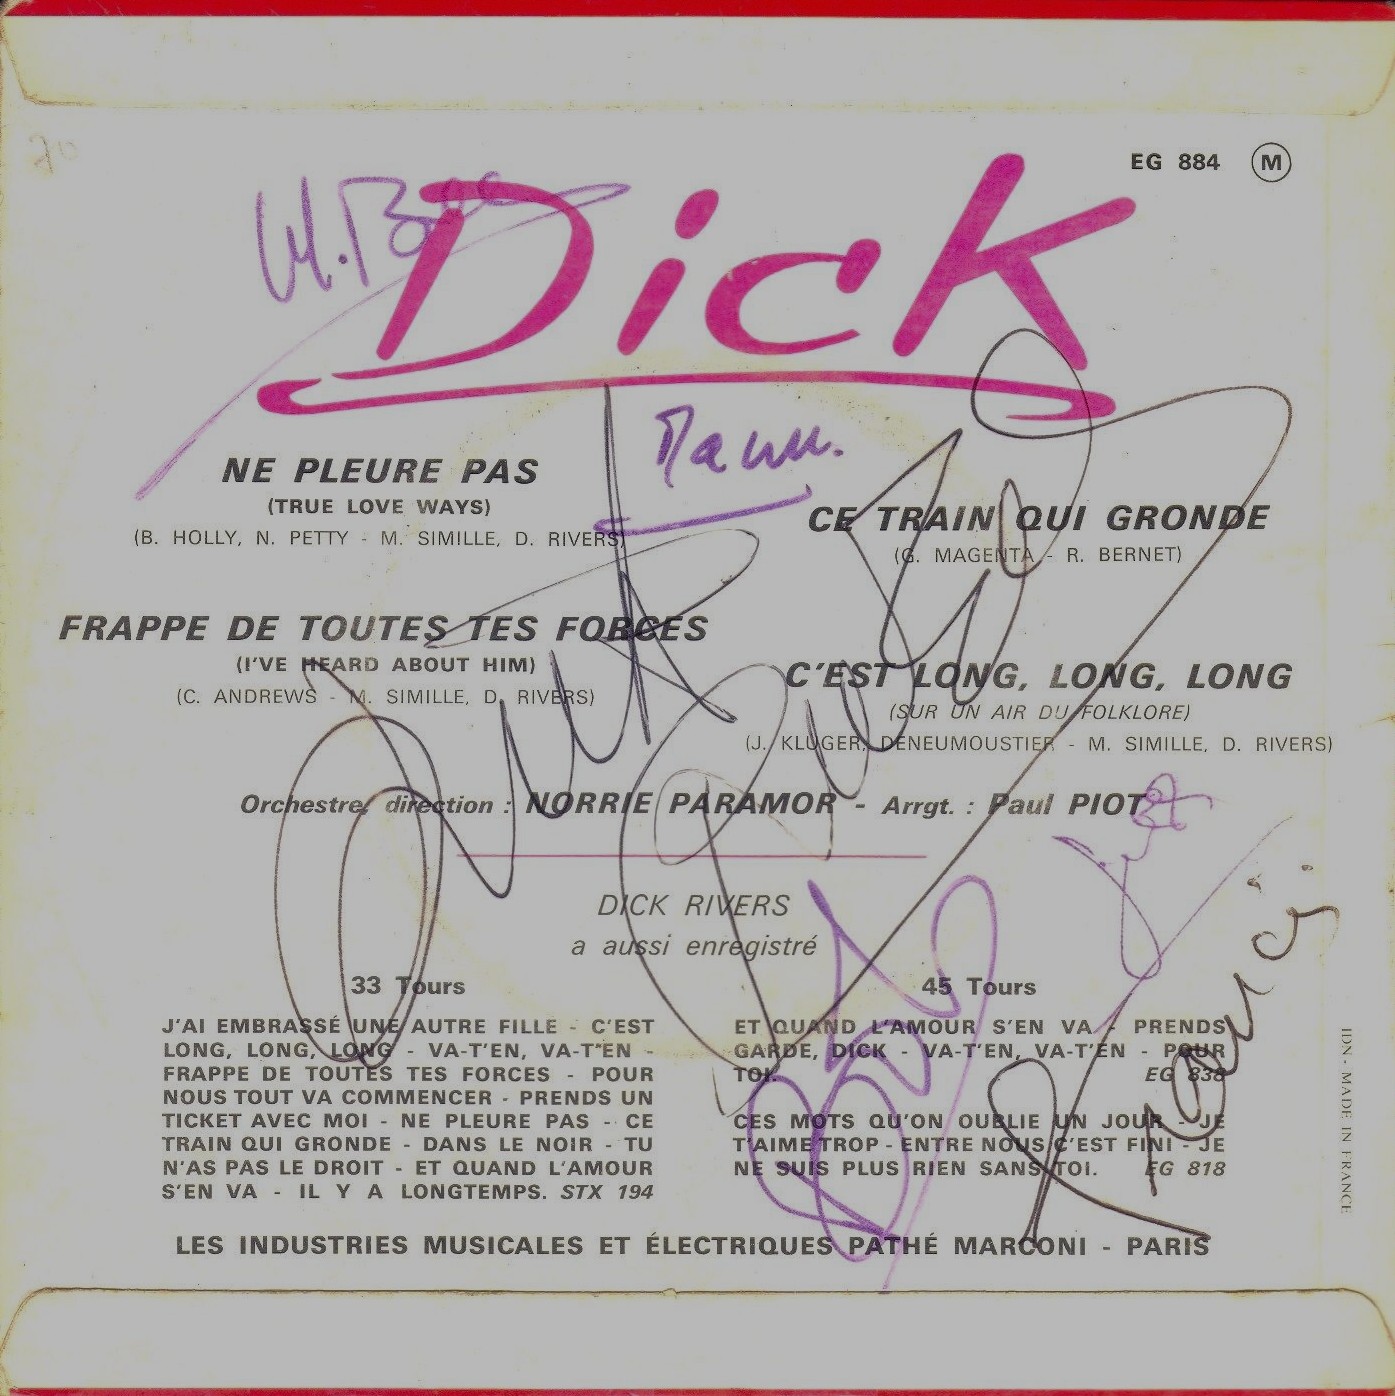 EG 884 M
Dick
NE PLEURE PAS
(TRUE LOVE WAYS)
(B. HOLLY, N. PETTY - M. SIMILLE, D. RIVERS)
FRAPPE DE TOUTES TES FORCES
(I'VE HEARD ABOUT HIM)
(C. ANDREWS - M. SIMILLE, D. RIVERS)
CE TRAIN QUI GRONDE
(G. MAGENTA - R. BERNET)
C'EST LONG, LONG, LONG
(SUR UN AIR DU FOLKLORE)
(J. KLUGER, DENEUMOUSTIER - M. SIMILLE, D. RIVERS)
Orchestre, direction : NORRIE PARAMOR - Arrgt. : Paul PIOT
DICK RIVERS
a aussi enregistré
33 Tours
J'AI EMBRASSÉ UNE AUTRE FILLE - C'EST
LONG, LONG, LONG - VA-T'EN, VA-T'EN -
FRAPPE DE TOUTES TES FORCES - POUR
NOUS TOUT VA COMMENCER - PRENDS UN
TICKET AVEC MOI - NE PLEURE PAS - CE
TRAIN QUI GRONDE - DANS LE NOIR - TU
N'AS PAS LE DROIT - ET QUAND L'AMOUR
S'EN VA - IL Y A LONGTEMPS. STX 194
45 Tours
ET QUAND L'AMOUR S'EN VA - PRENDS
GARDE, DICK - VA-T'EN, VA-T'EN - POUR
TOI. EG 838
CES MOTS QU'ON OUBLIE UN JOUR - JE
T'AIME TROP - ENTRE NOUS C'EST FINI - JE
NE SUIS PLUS RIEN SANS TOI. EG 818
LES INDUSTRIES MUSICALES ET ÉLECTRIQUES PATHÉ MARCONI - PARIS
IDN - MADE IN FRANCE